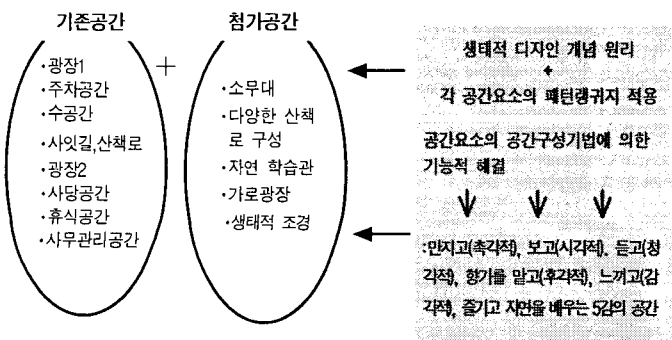 기존공간
+
첨가공간
·광장1
·주차공간
·수공간
·사잇길,산책로
·광장2
·사당공간
·휴식공간
·사무관리공간
·소무대
·다양한 산책
로 구성
·자연 학습관
·가로광장
·생태적 조경
생태적 디자인 개념 원리
+
각 공간요소의 패턴랭귀지 적용
공간요소의 공간구성기법에 의한
기능적 해결
:만지고(촉각적), 보고(시각적), 듣고(청
각적), 향기를 맡고(후각적), 느끼고(감
각적), 즐기고 자연을 배우는 5감의 공간